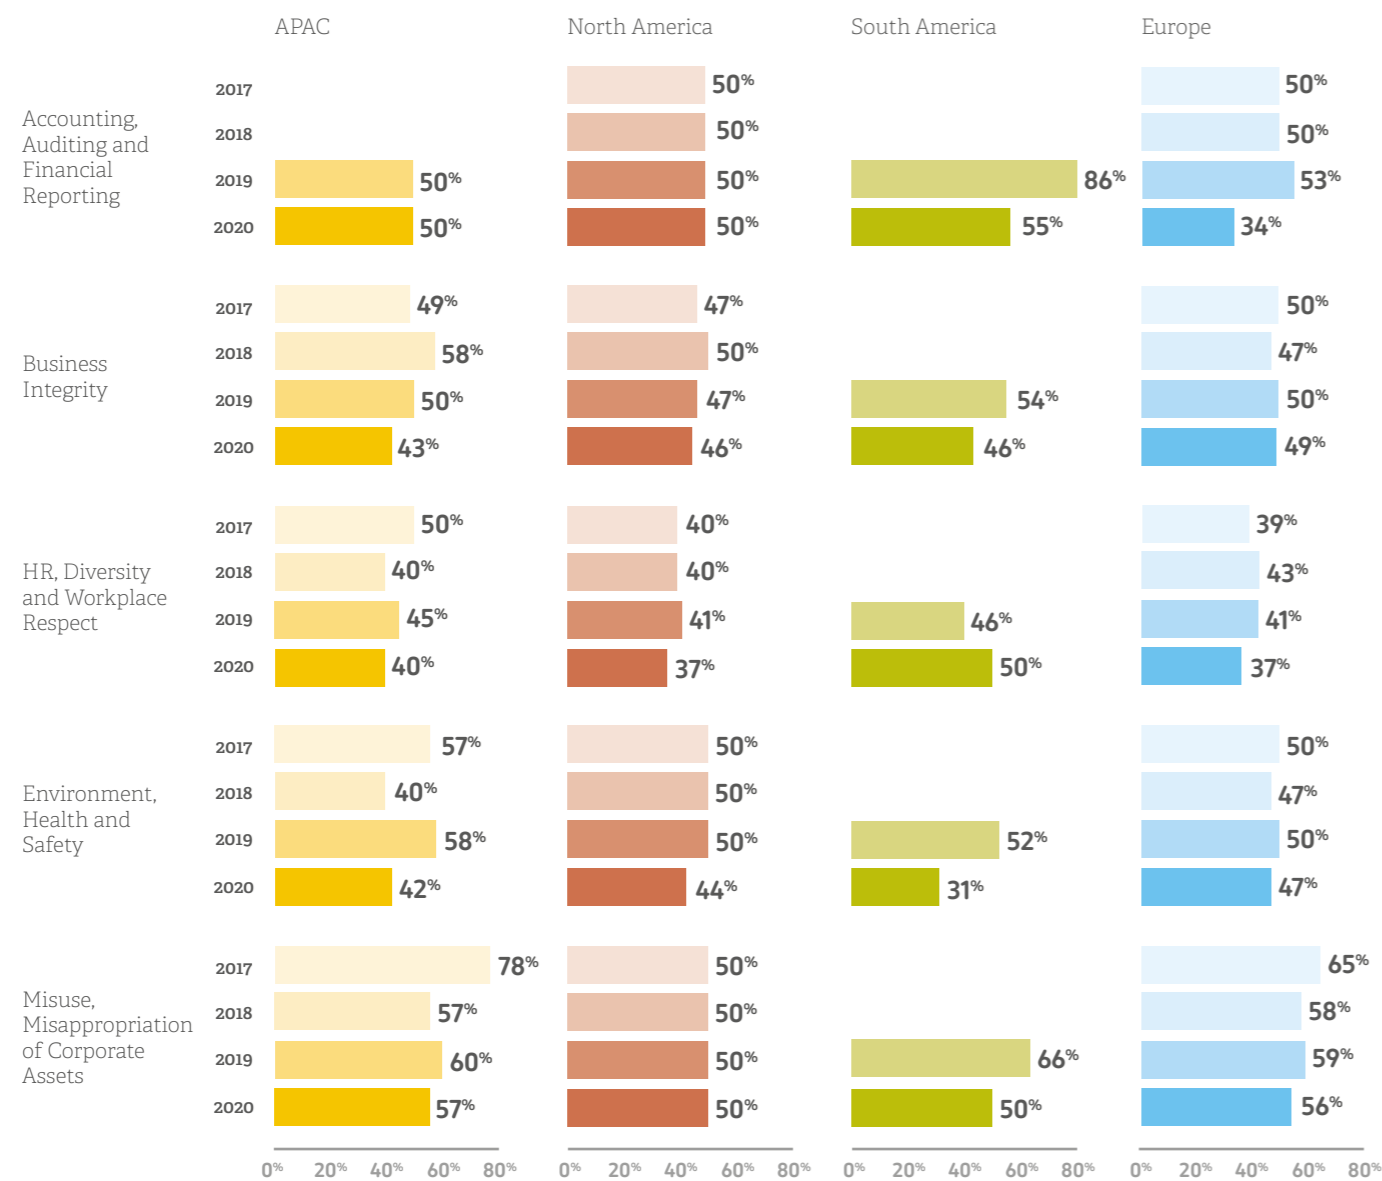 APAC North America South America Europe
Accounting,
Auditing and
Financial
Reporting
2017 50% 50%
2018 50% 50%
2019 50% 50% 86% 53%
2020 50% 50% 55% 34%
Business
Integrity
2017 49% 47% 50%
2018 58% 50% 47%
2019 50% 47% 54% 50%
2020 43% 46% 46% 49%
HR, Diversity
and Workplace
Respect
2017 50% 40% 39%
2018 40% 40% 43%
2019 45% 41% 46% 41%
2020 40% 37% 50% 37%
Environment,
Health and
Safety
2017 57% 50% 50%
2018 40% 50% 47%
2019 58% 50% 52% 50%
2020 42% 44% 31% 47%
Misuse,
Misappropriation
of Corporate
Assets
2017 78% 50% 65%
2018 57% 50% 58%
2019 60% 50% 66% 59%
2020 57% 50% 50% 56%
0% 20% 40% 60% 80% 0% 20% 40% 60% 80% 0% 20% 40% 60% 80% 0% 20% 40% 60% 80%